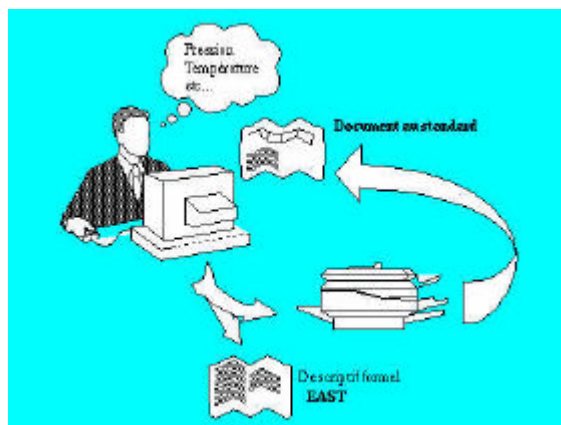 Pression
Température
etc...
Document au standard
Descriptif formel
EAST